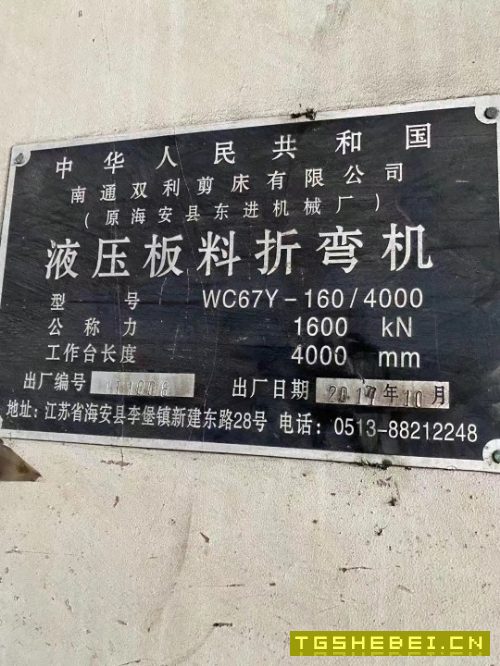 中华人民共和国
南通双利剪床有限公司
(原海安县东进机械厂)
液压板料折弯机
型 号 WC67Y-160/4000
公称力 1600 kN
工作台长度 4000 mm
出厂编号 出厂日期 2017年10月
地址:江苏省海安县李堡镇新建东路28号 电话:0513-88212248
TGSHEBEI.CN